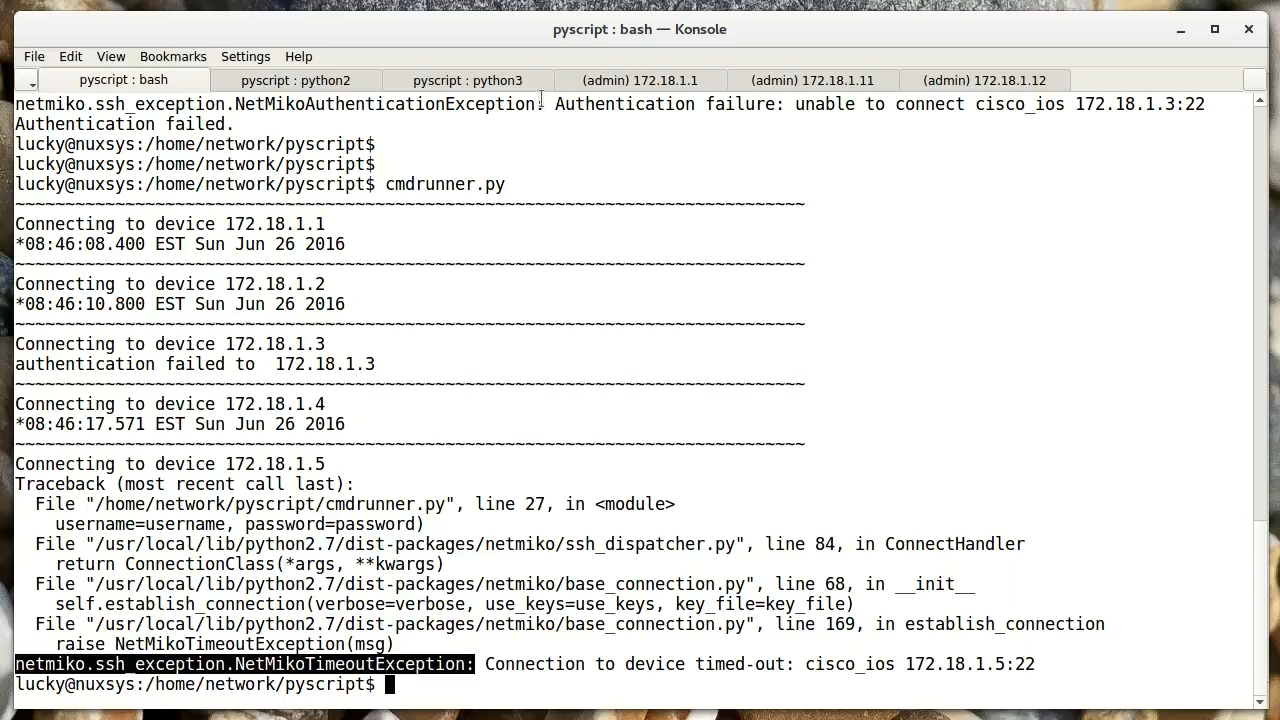 pyscript : bash — Konsole
File Edit View Bookmarks Settings Help
pyscript : bash pyscript : python2 pyscript : python3 (admin) 172.18.1.1 (admin) 172.18.1.11 (admin) 172.18.1.12
netmiko.ssh_exception.NetMikoAuthenticationException: Authentication failure: unable to connect cisco_ios 172.18.1.3:22
Authentication failed.
lucky@nuxsys:/home/network/pyscript$
lucky@nuxsys:/home/network/pyscript$
lucky@nuxsys:/home/network/pyscript$ cmdrunner.py
~~~~~~~~~~~~~~~~~~~~~~~~~~~~~~~~~~~~~~~~~~~~~~~~~~~~~~~~~~~~~~~~~~~~~~~~~~~~~~~
Connecting to device 172.18.1.1
*08:46:08.400 EST Sun Jun 26 2016
~~~~~~~~~~~~~~~~~~~~~~~~~~~~~~~~~~~~~~~~~~~~~~~~~~~~~~~~~~~~~~~~~~~~~~~~~~~~~~~
Connecting to device 172.18.1.2
*08:46:10.800 EST Sun Jun 26 2016
~~~~~~~~~~~~~~~~~~~~~~~~~~~~~~~~~~~~~~~~~~~~~~~~~~~~~~~~~~~~~~~~~~~~~~~~~~~~~~~
Connecting to device 172.18.1.3
authentication failed to  172.18.1.3
~~~~~~~~~~~~~~~~~~~~~~~~~~~~~~~~~~~~~~~~~~~~~~~~~~~~~~~~~~~~~~~~~~~~~~~~~~~~~~~
Connecting to device 172.18.1.4
*08:46:17.571 EST Sun Jun 26 2016
~~~~~~~~~~~~~~~~~~~~~~~~~~~~~~~~~~~~~~~~~~~~~~~~~~~~~~~~~~~~~~~~~~~~~~~~~~~~~~~
Connecting to device 172.18.1.5
Traceback (most recent call last):
  File "/home/network/pyscript/cmdrunner.py", line 27, in <module>
    username=username, password=password)
  File "/usr/local/lib/python2.7/dist-packages/netmiko/ssh_dispatcher.py", line 84, in ConnectHandler
    return ConnectionClass(*args, **kwargs)
  File "/usr/local/lib/python2.7/dist-packages/netmiko/base_connection.py", line 68, in __init__
    self.establish_connection(verbose=verbose, use_keys=use_keys, key_file=key_file)
  File "/usr/local/lib/python2.7/dist-packages/netmiko/base_connection.py", line 169, in establish_connection
    raise NetMikoTimeoutException(msg)
netmiko.ssh_exception.NetMikoTimeoutException: Connection to device timed-out: cisco_ios 172.18.1.5:22
lucky@nuxsys:/home/network/pyscript$